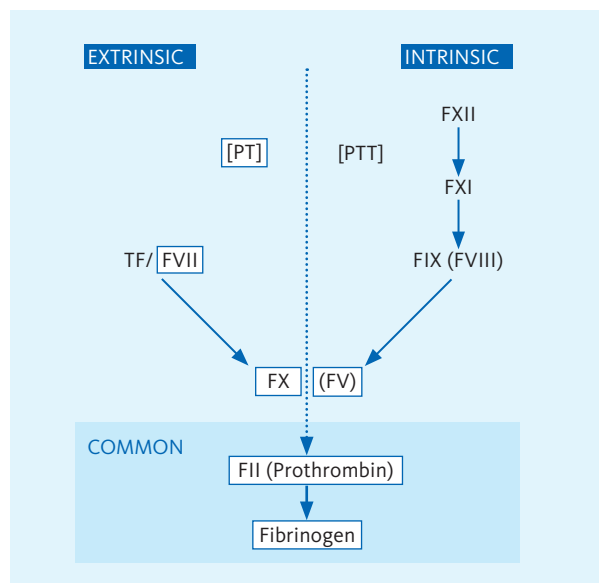 EXTRINSIC
INTRINSIC
FXII
[PT]
[PTT]
FXI
TF/ FVII
FIX (FVIII)
FX
(FV)
COMMON
FII (Prothrombin)
Fibrinogen